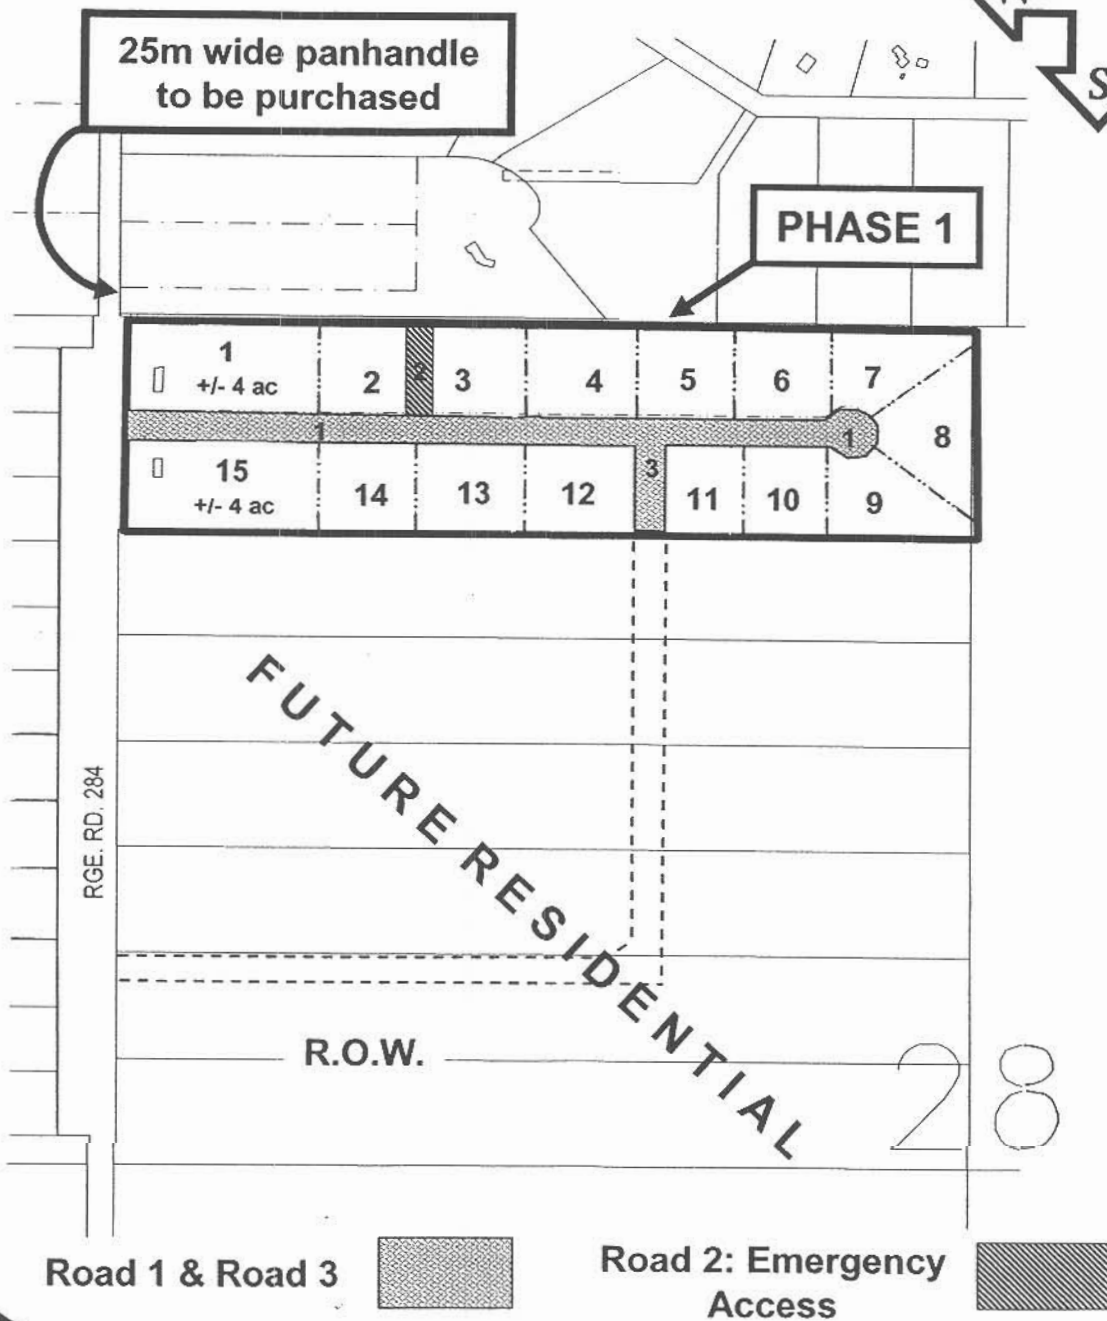 25m wide panhandle
to be purchased
S
PHASE 1
1
+/- 4 ac
2
2
3
4
5
6
7
8
1
1
3
15
+/- 4 ac
14
13
12
11
10
9
RGE. RD. 284
FUTURE RESIDENTIAL
R.O.W.
28
Road 1 & Road 3
Road 2: Emergency
Access